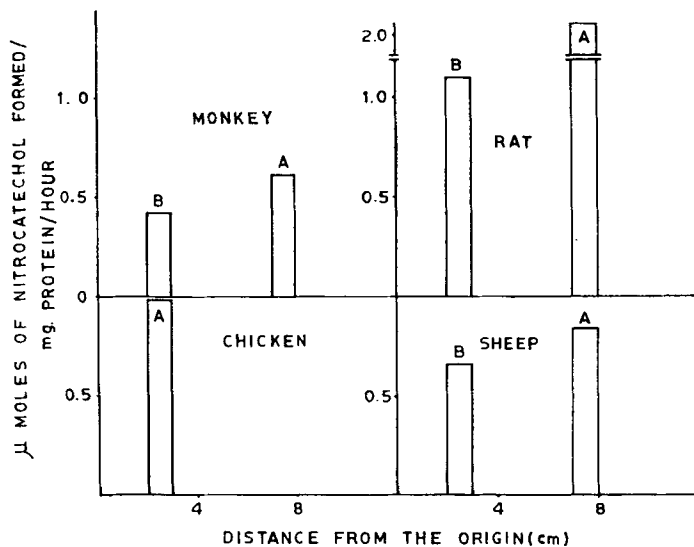 μ MOLES OF NITROCATECHOL FORMED/
mg. PROTEIN/HOUR
1.0
0.5
0
MONKEY
B
A
2.0
1.0
0.5
RAT
B
A
0.5
CHICKEN
A
4
8
0.5
SHEEP
B
A
4
8
DISTANCE FROM THE ORIGIN(cm)